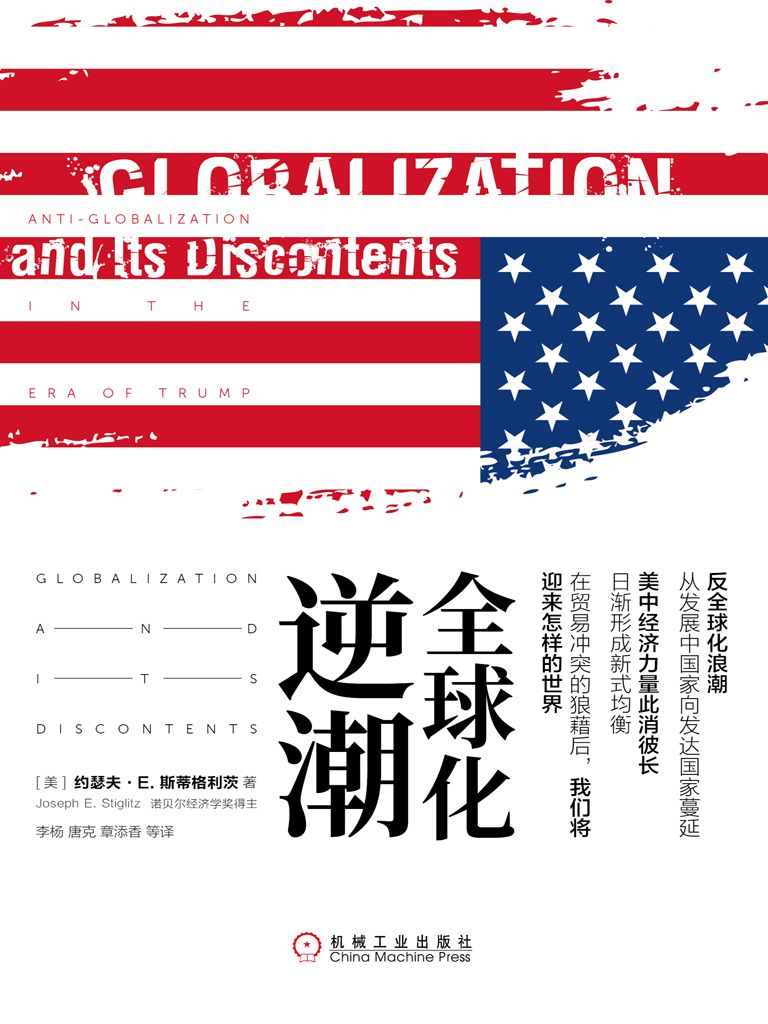 GLOBALIZATION
ANTI-GLOBALIZATION
and Its Discontents
IN THE
ERA OF TRUMP
反全球化浪潮
从发展中国家向发达国家蔓延
美中经济力量此消彼长
日渐形成新式均衡
在贸易冲突的狼藉后，我们将
迎来怎样的世界
全球化
逆潮
GLOBALIZATION
AND
ITS
DISCONTENTS
[美] 约瑟夫·E. 斯蒂格利茨 著
Joseph E. Stiglitz 诺贝尔经济学奖得主
李杨 唐克 章添香 等译
机械工业出版社
China Machine Press